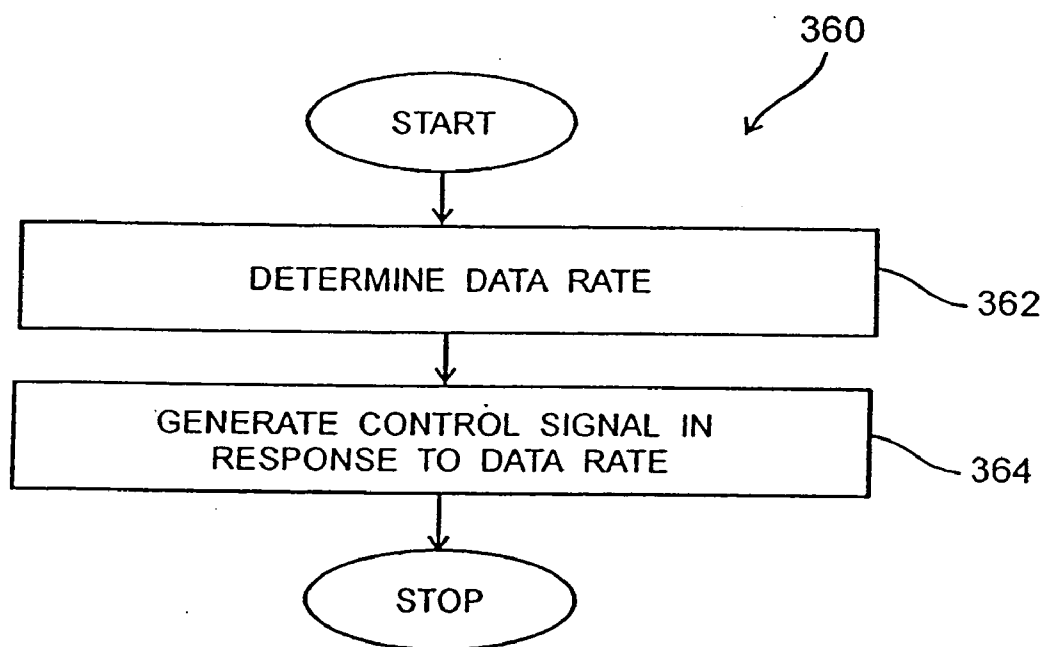 360
START
DETERMINE DATA RATE
362
GENERATE CONTROL SIGNAL IN
RESPONSE TO DATA RATE
364
STOP